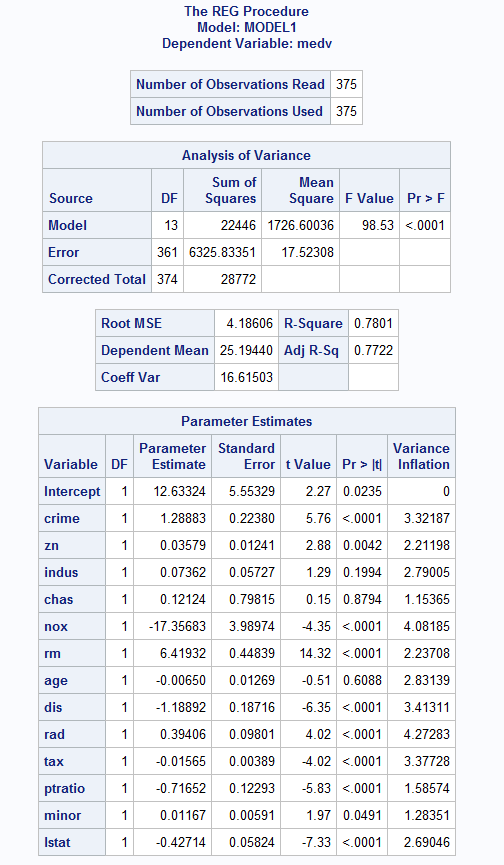 The REG Procedure
Model: MODEL1
Dependent Variable: medv
Number of Observations Read 375
Number of Observations Used 375
Analysis of Variance
Source DF Sum of Squares Mean Square F Value Pr > F
Model 13 22446 1726.60036 98.53 <.0001
Error 361 6325.83351 17.52308
Corrected Total 374 28772
Root MSE 4.18606 R-Square 0.7801
Dependent Mean 25.19440 Adj R-Sq 0.7722
Coeff Var 16.61503
Parameter Estimates
Variable DF Parameter Estimate Standard Error t Value Pr > |t| Variance Inflation
Intercept 1 12.63324 5.55329 2.27 0.0235 0
crime 1 1.28883 0.22380 5.76 <.0001 3.32187
zn 1 0.03579 0.01241 2.88 0.0042 2.21198
indus 1 0.07362 0.05727 1.29 0.1994 2.79005
chas 1 0.12124 0.79815 0.15 0.8794 1.15365
nox 1 -17.35683 3.98974 -4.35 <.0001 4.08185
rm 1 6.41932 0.44839 14.32 <.0001 2.23708
age 1 -0.00650 0.01269 -0.51 0.6088 2.83139
dis 1 -1.18892 0.18716 -6.35 <.0001 3.41311
rad 1 0.39406 0.09801 4.02 <.0001 4.27283
tax 1 -0.01565 0.00389 -4.02 <.0001 3.37728
ptratio 1 -0.71652 0.12293 -5.83 <.0001 1.58574
minor 1 0.01167 0.00591 1.97 0.0491 1.28351
lstat 1 -0.42714 0.05824 -7.33 <.0001 2.69046